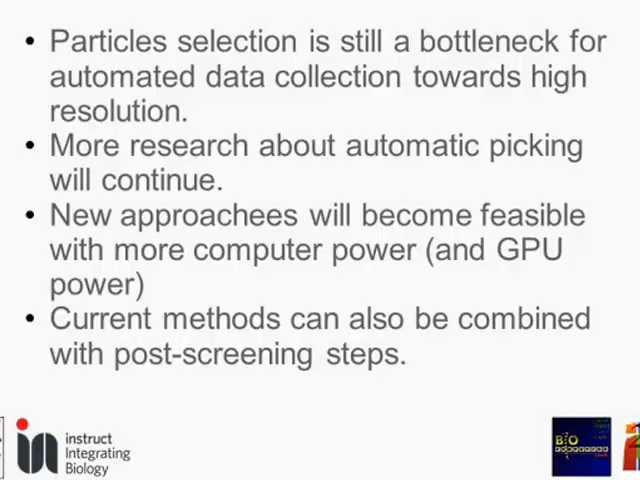 • Particles selection is still a bottleneck for
automated data collection towards high
resolution.
• More research about automatic picking
will continue.
• New approachees will become feasible
with more computer power (and GPU
power)
• Current methods can also be combined
with post-screening steps.
in
instruct
Integrating
Biology